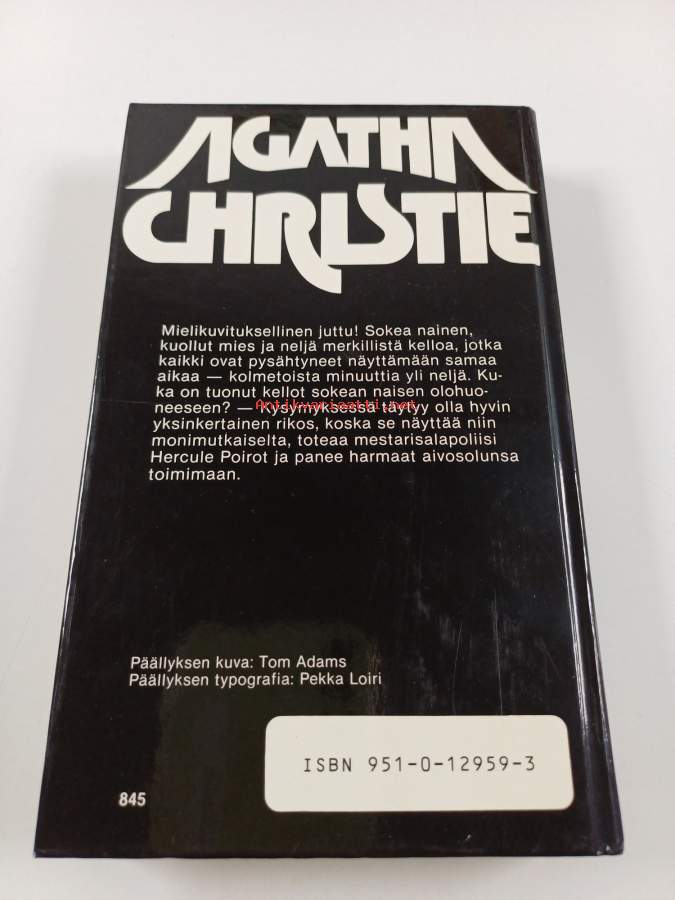 AGATHA
CHRISTIE
Mielikuvituksellinen juttu! Sokea nainen,
kuollut mies ja neljä merkillistä kelloa, jotka
kaikki ovat pysähtyneet näyttämään samaa
aikaa — kolmetoista minuuttia yli neljä. Ku-
ka on tuonut kellot sokean naisen olohuo-
neeseen? — Kysymyksessä täytyy olla hyvin
Antikvariaatti.net
yksinkertainen rikos, koska se näyttää niin
monimutkaiselta, toteaa mestarisalapoliisi
Hercule Poirot ja panee harmaat aivosolunsa
toimimaan.
Päällyksen kuva: Tom Adams
Päällyksen typografia: Pekka Loiri
ISBN 951-0-12959-3
845